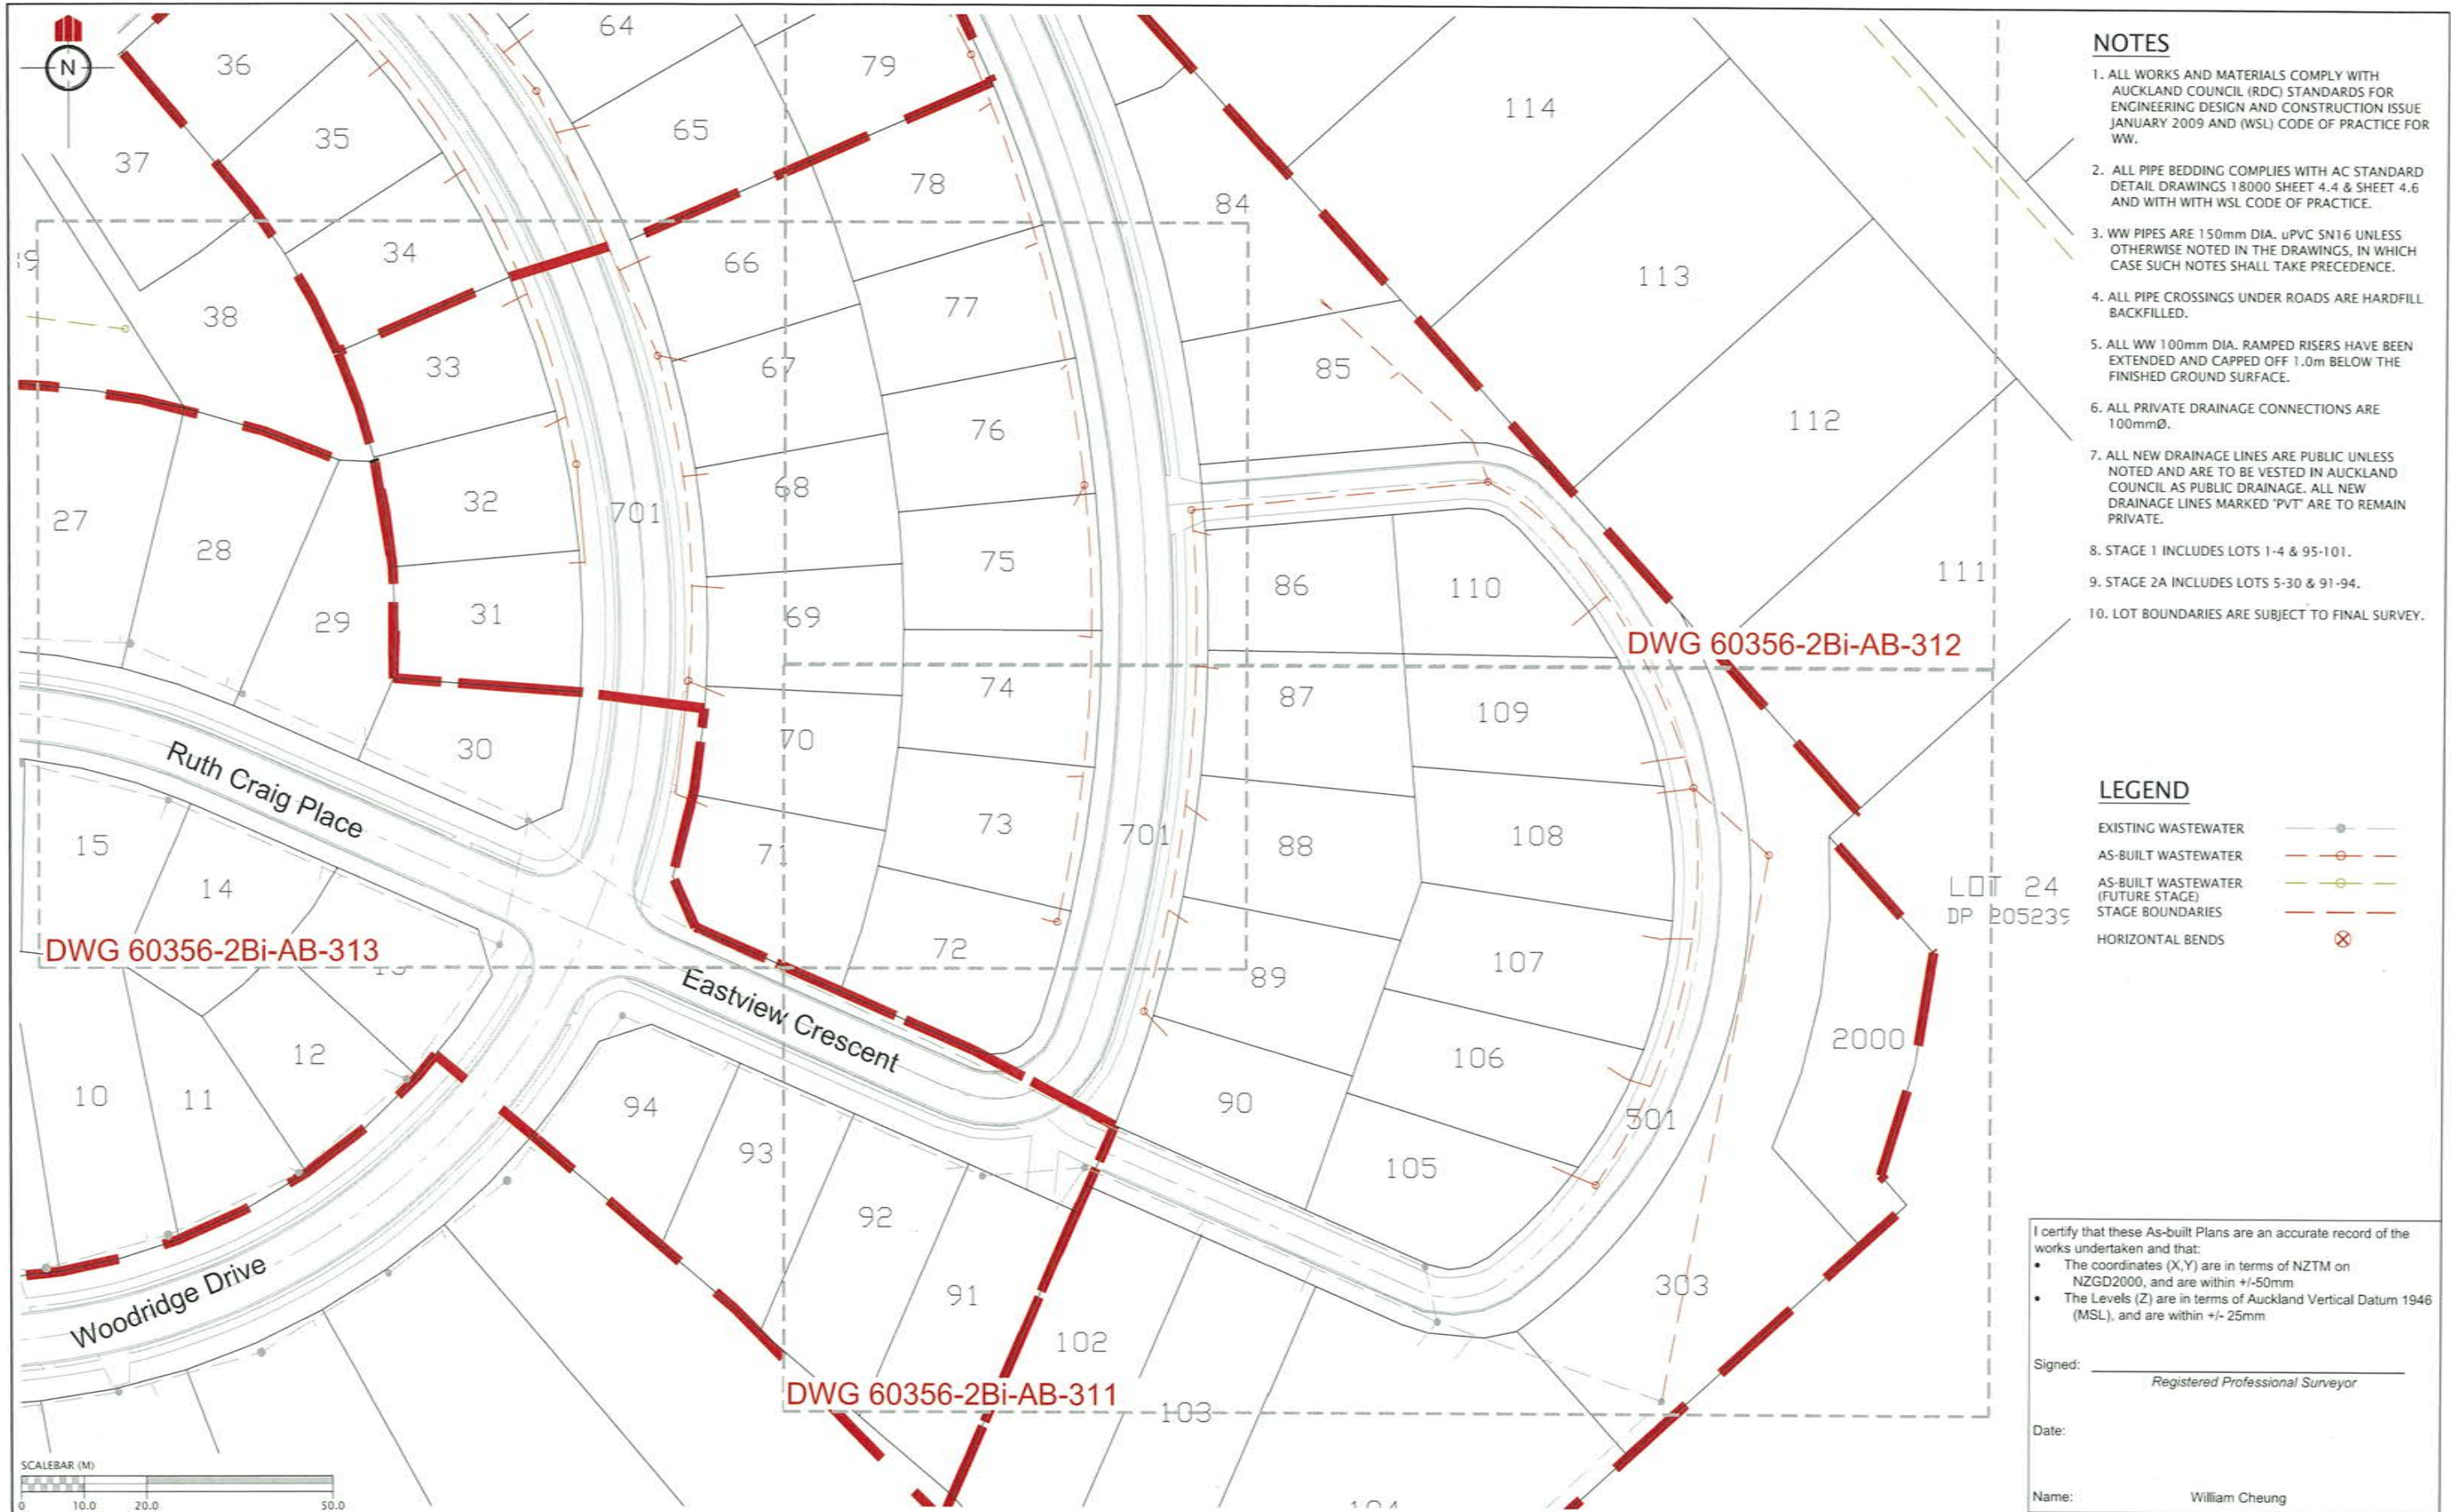 N
36
64
79
35
65
114
37
78
34
66
84
113
38
77
33
67
85
76
112
32
68
701
27
28
75
86
110
111
31
69
29
DWG 60356-2Bi-AB-312
74
87
109
30
70
Ruth Craig Place
15
73
701
88
108
71
14
LOT 24
DP 205239
DWG 60356-2Bi-AB-313
72
89
107
Eastview Crescent
2000
12
106
10
11
94
90
501
93
105
92
Woodridge Drive
91
303
102
DWG 60356-2Bi-AB-311
103
SCALEBAR (M)
0 10.0 20.0 50.0
NOTES
1. ALL WORKS AND MATERIALS COMPLY WITH
AUCKLAND COUNCIL (RDC) STANDARDS FOR
ENGINEERING DESIGN AND CONSTRUCTION ISSUE
JANUARY 2009 AND (WSL) CODE OF PRACTICE FOR
WW.
2. ALL PIPE BEDDING COMPLIES WITH AC STANDARD
DETAIL DRAWINGS 18000 SHEET 4.4 & SHEET 4.6
AND WITH WITH WSL CODE OF PRACTICE.
3. WW PIPES ARE 150mm DIA. uPVC SN16 UNLESS
OTHERWISE NOTED IN THE DRAWINGS, IN WHICH
CASE SUCH NOTES SHALL TAKE PRECEDENCE.
4. ALL PIPE CROSSINGS UNDER ROADS ARE HARDFILL
BACKFILLED.
5. ALL WW 100mm DIA. RAMPED RISERS HAVE BEEN
EXTENDED AND CAPPED OFF 1.0m BELOW THE
FINISHED GROUND SURFACE.
6. ALL PRIVATE DRAINAGE CONNECTIONS ARE
100mmØ.
7. ALL NEW DRAINAGE LINES ARE PUBLIC UNLESS
NOTED AND ARE TO BE VESTED IN AUCKLAND
COUNCIL AS PUBLIC DRAINAGE. ALL NEW
DRAINAGE LINES MARKED "PVT" ARE TO REMAIN
PRIVATE.
8. STAGE 1 INCLUDES LOTS 1-4 & 95-101.
9. STAGE 2A INCLUDES LOTS 5-30 & 91-94.
10. LOT BOUNDARIES ARE SUBJECT TO FINAL SURVEY.
LEGEND
EXISTING WASTEWATER
AS-BUILT WASTEWATER
AS-BUILT WASTEWATER
(FUTURE STAGE)
STAGE BOUNDARIES
HORIZONTAL BENDS
I certify that these As-built Plans are an accurate record of the
works undertaken and that:
• The coordinates (X,Y) are in terms of NZTM on
NZGD2000, and are within +/-50mm
• The Levels (Z) are in terms of Auckland Vertical Datum 1946
(MSL), and are within +/- 25mm
Signed:
Registered Professional Surveyor
Date:
Name: William Cheung